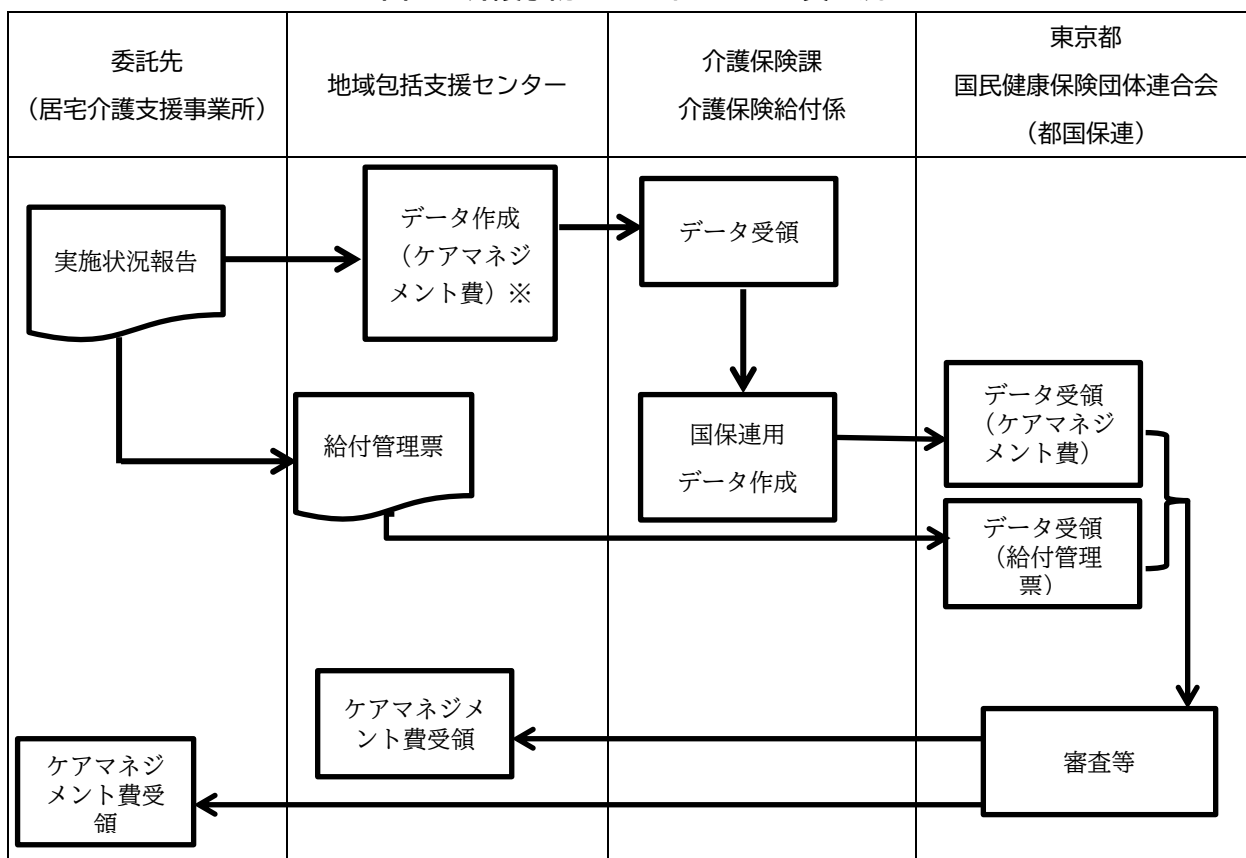 委託先
（居宅介護支援事業所）
地域包括支援センター
介護保険課
介護保険給付係
東京都
国民健康保険団体連合会
（都国保連）
実施状況報告
データ作成
（ケアマネジ
メント費）※
データ受領
給付管理票
国保連用
データ作成
データ受領
（ケアマネジ
メント費）
データ受領
（給付管理
票）
ケアマネジメ
ント費受領
審査等
ケアマネジ
メント費受
領